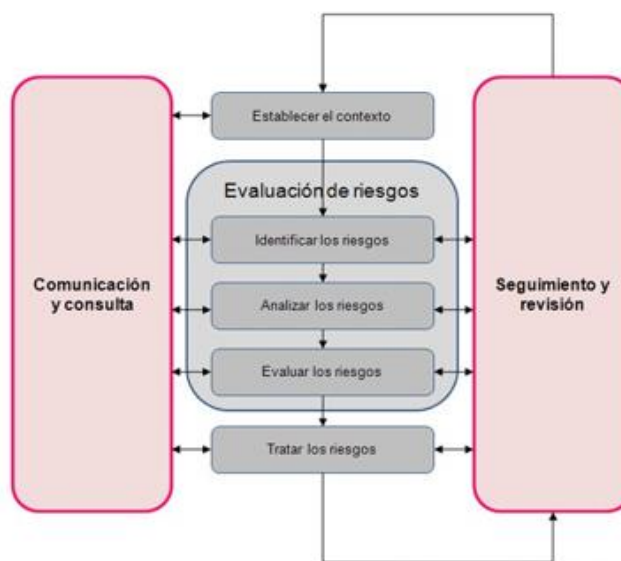 Establecer el contexto
Evaluación de riesgos
Identificar los riesgos
Comunicación
y consulta
Analizar los riesgos
Seguimiento y
revisión
Evaluar los riesgos
Tratar los riesgos